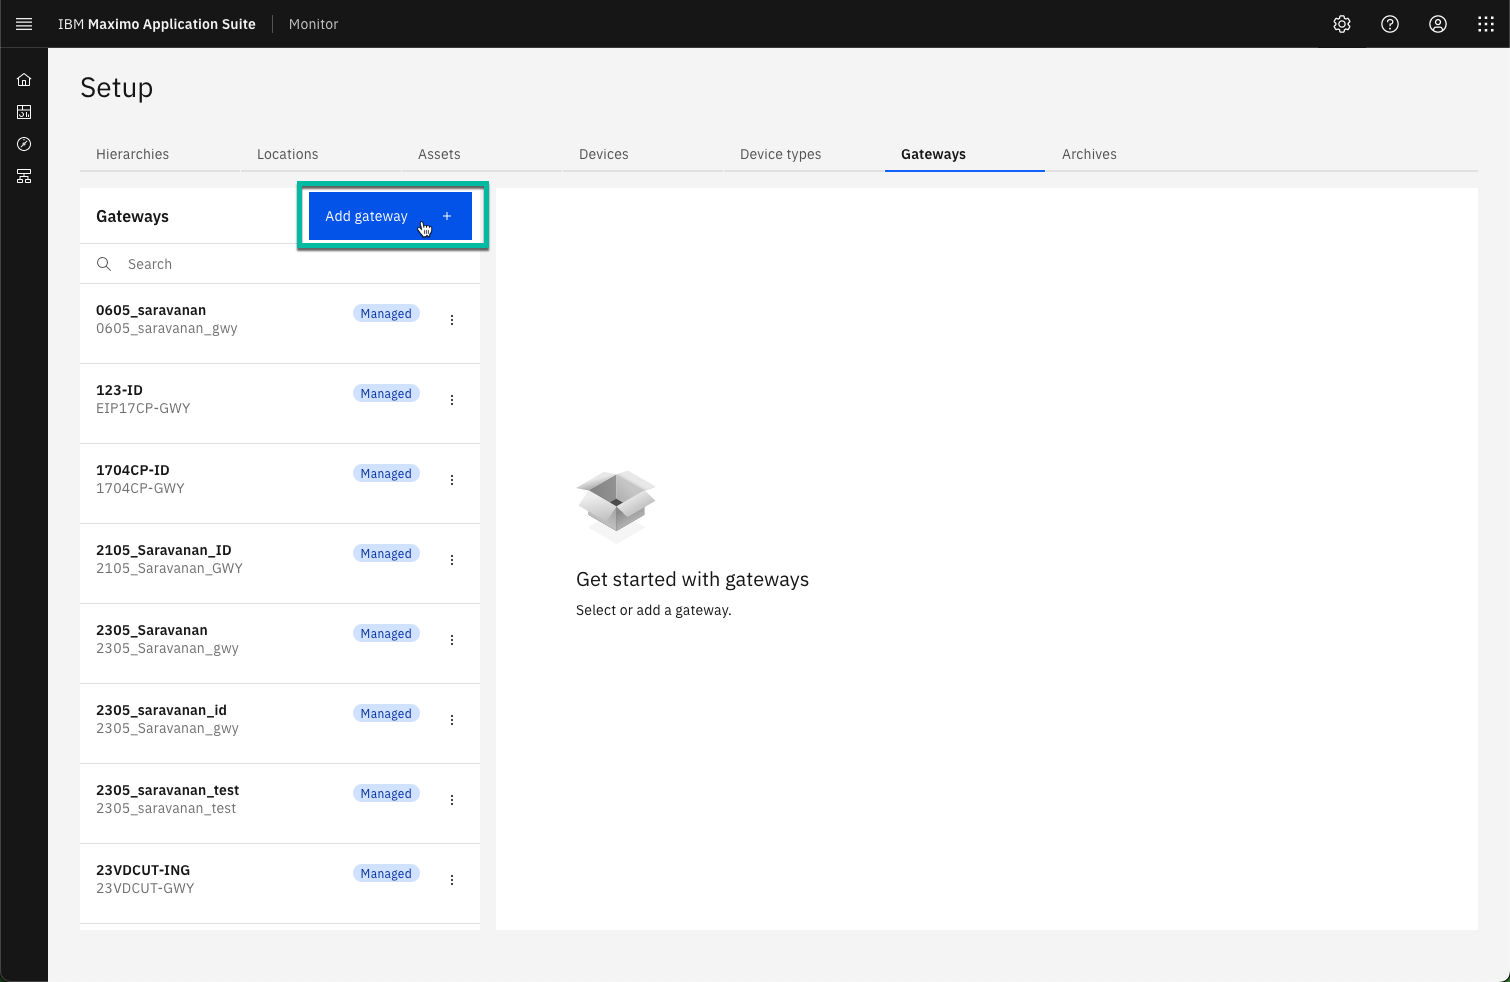 IBM Maximo Application Suite | Monitor
Setup
Hierarchies Locations Assets Devices Device types Gateways Archives
Gateways Add gateway +
Search
0605_saravanan Managed
0605_saravanan_gwy
123-ID Managed
EIP17CP-GWY
1704CP-ID Managed
1704CP-GWY
2105_Saravanan_ID Managed
2105_Saravanan_GWY
2305_Saravanan Managed
2305_Saravanan_gwy
2305_saravanan_id Managed
2305_Saravanan_gwy
2305_saravanan_test Managed
2305_saravanan_test
23VDCUT-ING Managed
23VDCUT-GWY
Get started with gateways
Select or add a gateway.